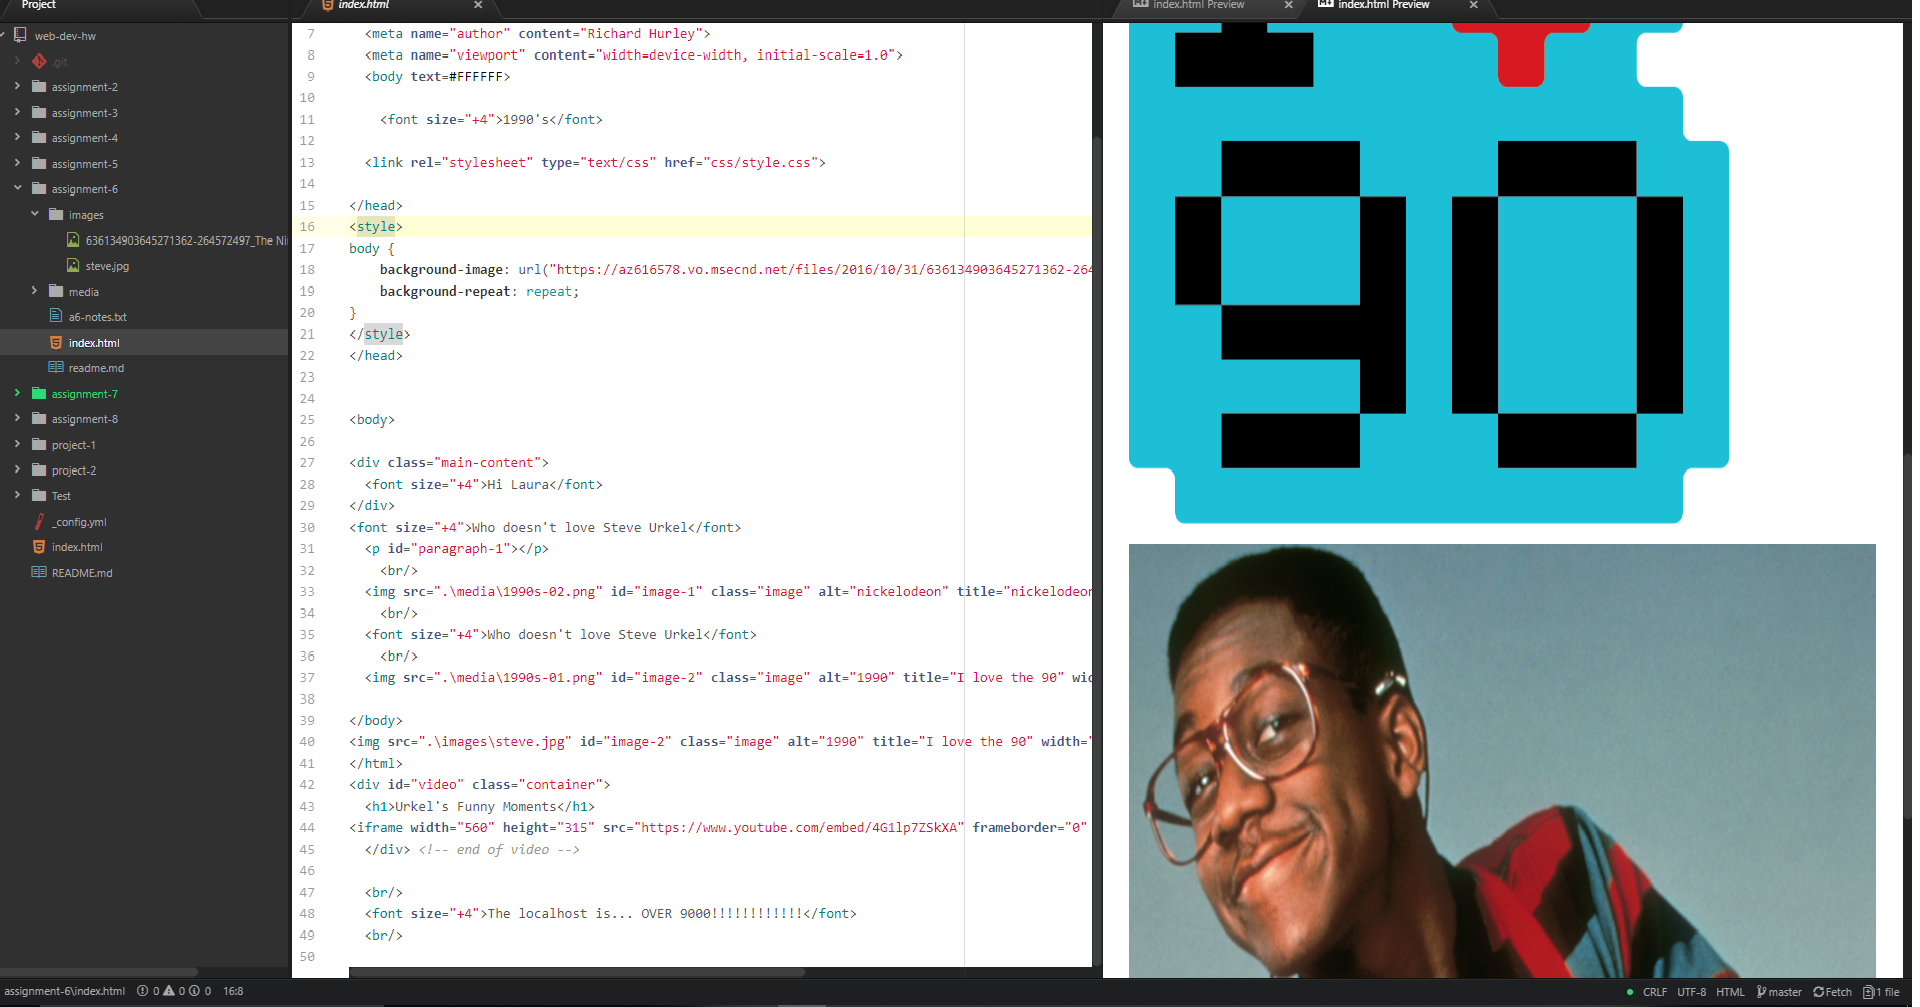 Project
index.html
index.html Preview
index.html Preview
web-dev-hw
.git
assignment-2
assignment-3
assignment-4
assignment-5
assignment-6
images
636134903645271362-264572497_The Ni
steve.jpg
media
a6-notes.txt
index.html
readme.md
assignment-7
assignment-8
project-1
project-2
Test
_config.yml
index.html
README.md
7 <meta name="author" content="Richard Hurley">
8 <meta name="viewport" content="width=device-width, initial-scale=1.0">
9 <body text=#FFFFFF>
10
11 <font size="+4">1990's</font>
12
13 <link rel="stylesheet" type="text/css" href="css/style.css">
14
15 </head>
16 <style>
17 body {
18 background-image: url("https://az616578.vo.msecnd.net/files/2016/10/31/636134903645271362-264
19 background-repeat: repeat;
20 }
21 </style>
22 </head>
23
24
25 <body>
26
27 <div class="main-content">
28 <font size="+4">Hi Laura</font>
29 </div>
30 <font size="+4">Who doesn't love Steve Urkel</font>
31 <p id="paragraph-1"></p>
32 <br/>
33 <img src=".\media\1990s-02.png" id="image-1" class="image" alt="nickelodeon" title="nickelodeon
34 <br/>
35 <font size="+4">Who doesn't love Steve Urkel</font>
36 <br/>
37 <img src=".\media\1990s-01.png" id="image-2" class="image" alt="1990" title="I love the 90" wid
38
39 </body>
40 <img src=".\images\steve.jpg" id="image-2" class="image" alt="1990" title="I love the 90" width="
41 </html>
42 <div id="video" class="container">
43 <h1>Urkel's Funny Moments</h1>
44 <iframe width="560" height="315" src="https://www.youtube.com/embed/4G1lp7ZSkXA" frameborder="0"
45 </div> <!-- end of video -->
46
47 <br/>
48 <font size="+4">The localhost is... OVER 9000!!!!!!!!!!!!</font>
49 <br/>
50
90
assignment-6\index.html 0 0 0 16:8
CRLF UTF-8 HTML master Fetch 1 file